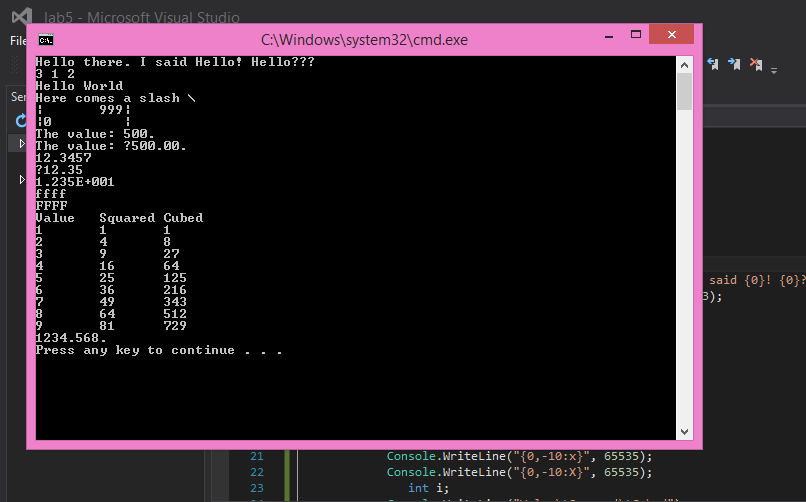 lab5 - Microsoft Visual Studio
C:\Windows\system32\cmd.exe
File
Hello there. I said Hello! Hello???
3 1 2
Hello World
Here comes a slash \
¦       999¦
¦0         ¦
The value: 500.
The value: ?500.00.
12.3457
?12.35
1.235E+001
ffff
FFFF
Value   Squared Cubed
1       1       1
2       4       8
3       9       27
4       16      64
5       25      125
6       36      216
7       49      343
8       64      512
9       81      729
1234.568.
Press any key to continue . . .
said {0}! {0}?
3);
21 Console.WriteLine("{0,-10:x}", 65535);
22 Console.WriteLine("{0,-10:X}", 65535);
23 int i;